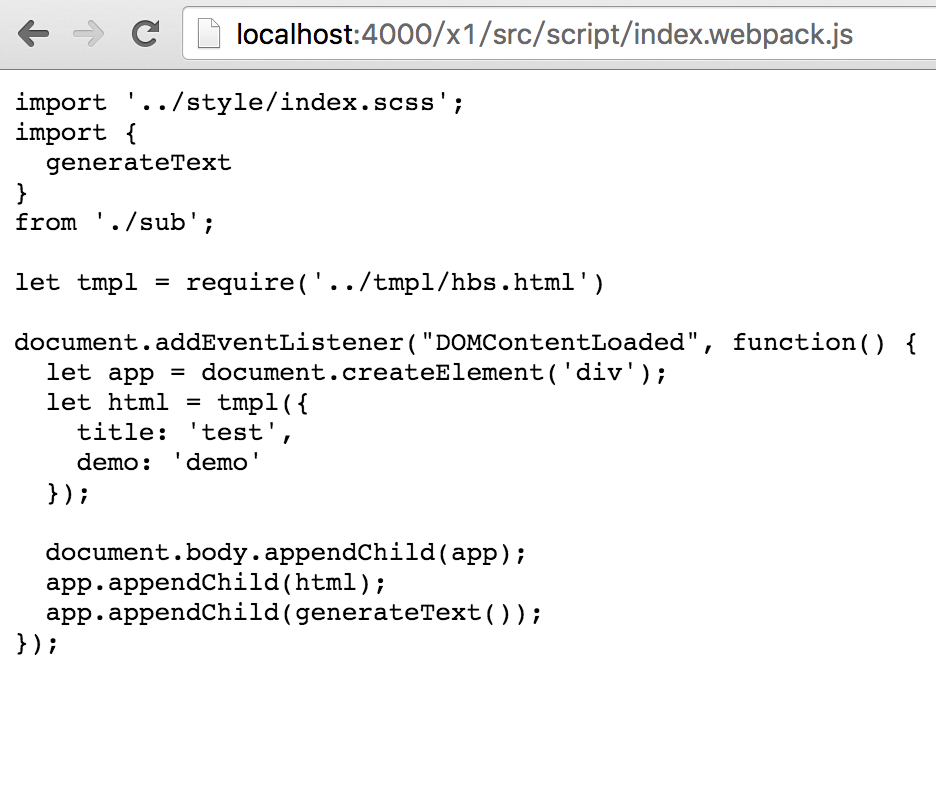 localhost:4000/x1/src/script/index.webpack.js
import '../style/index.scss';
import {
  generateText
}
from './sub';

let tmpl = require('../tmpl/hbs.html')

document.addEventListener("DOMContentLoaded", function() {
  let app = document.createElement('div');
  let html = tmpl({
    title: 'test',
    demo: 'demo'
  });

  document.body.appendChild(app);
  app.appendChild(html);
  app.appendChild(generateText());
});